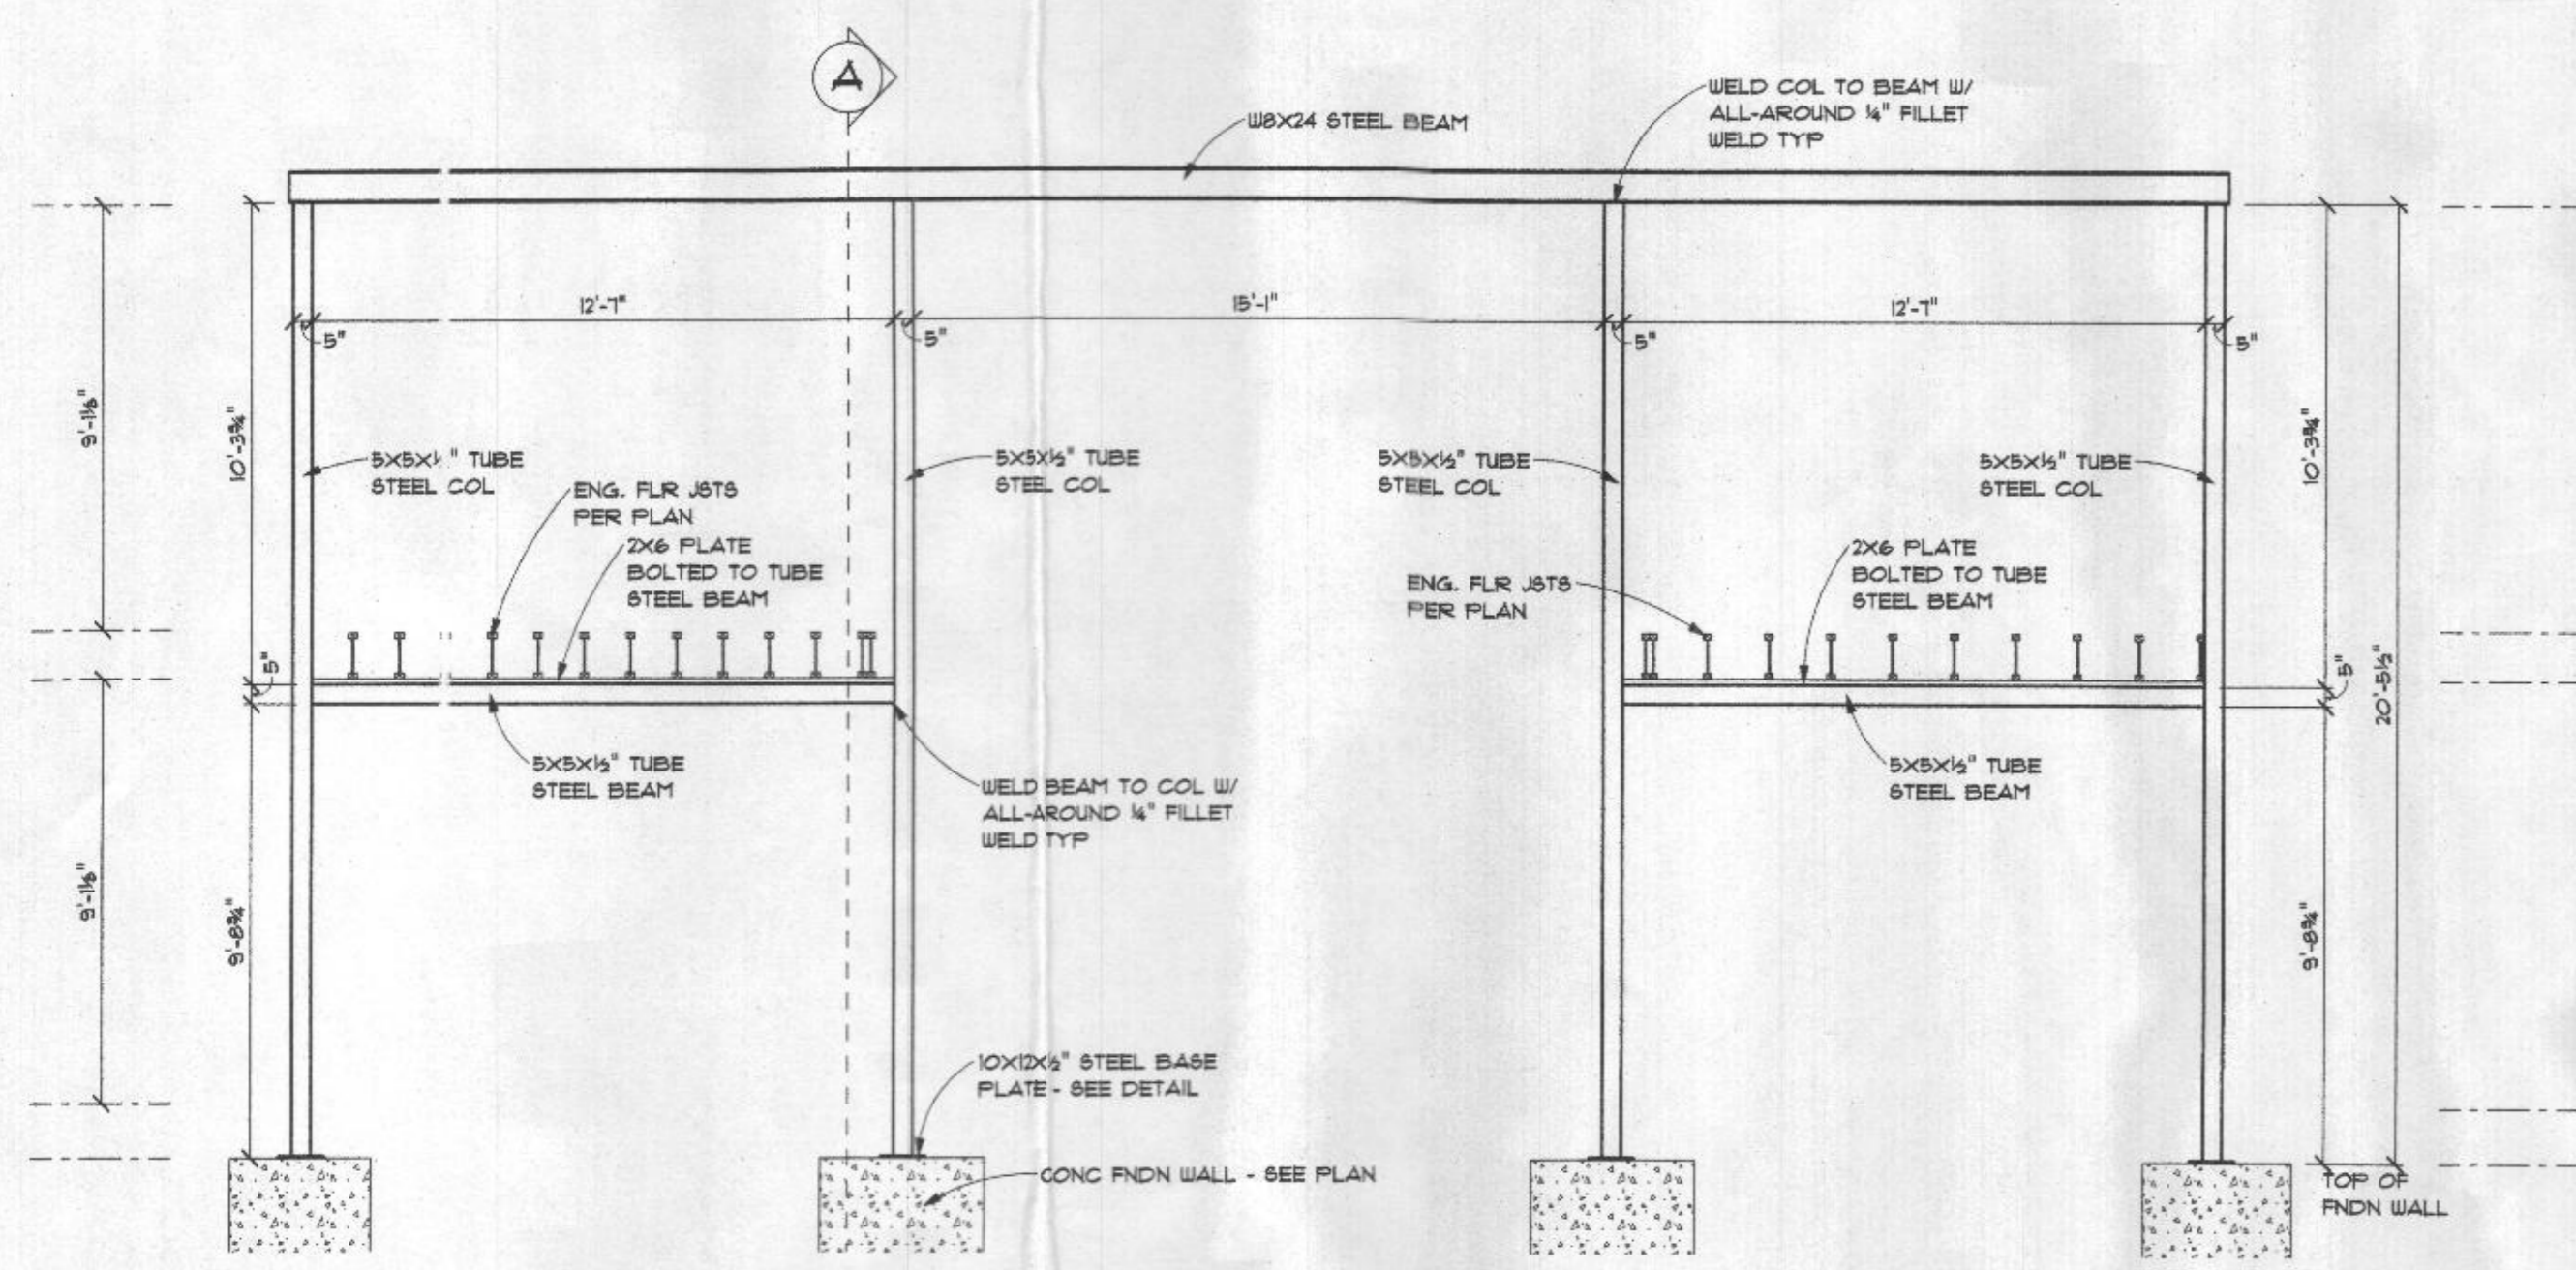 A
W8X24 STEEL BEAM
WELD COL TO BEAM W/
ALL-AROUND ¼" FILLET
WELD TYP
12'-7"
15'-1"
12'-7"
5"
5"
5"
5"
9'-1⅛"
10'-3¾"
5X5X½" TUBE
STEEL COL
ENG. FLR JSTS
PER PLAN
2X6 PLATE
BOLTED TO TUBE
STEEL BEAM
5X5X½" TUBE
STEEL COL
5X5X½" TUBE
STEEL COL
5X5X½" TUBE
STEEL COL
10'-3¾"
ENG. FLR JSTS
PER PLAN
2X6 PLATE
BOLTED TO TUBE
STEEL BEAM
5"
5"
20'-5½"
5X5X½" TUBE
STEEL BEAM
WELD BEAM TO COL W/
ALL-AROUND ¼" FILLET
WELD TYP
5X5X½" TUBE
STEEL BEAM
9'-1⅛"
9'-8¾"
9'-8¾"
10X12X½" STEEL BASE
PLATE - SEE DETAIL
CONC FNDN WALL - SEE PLAN
TOP OF
FNDN WALL